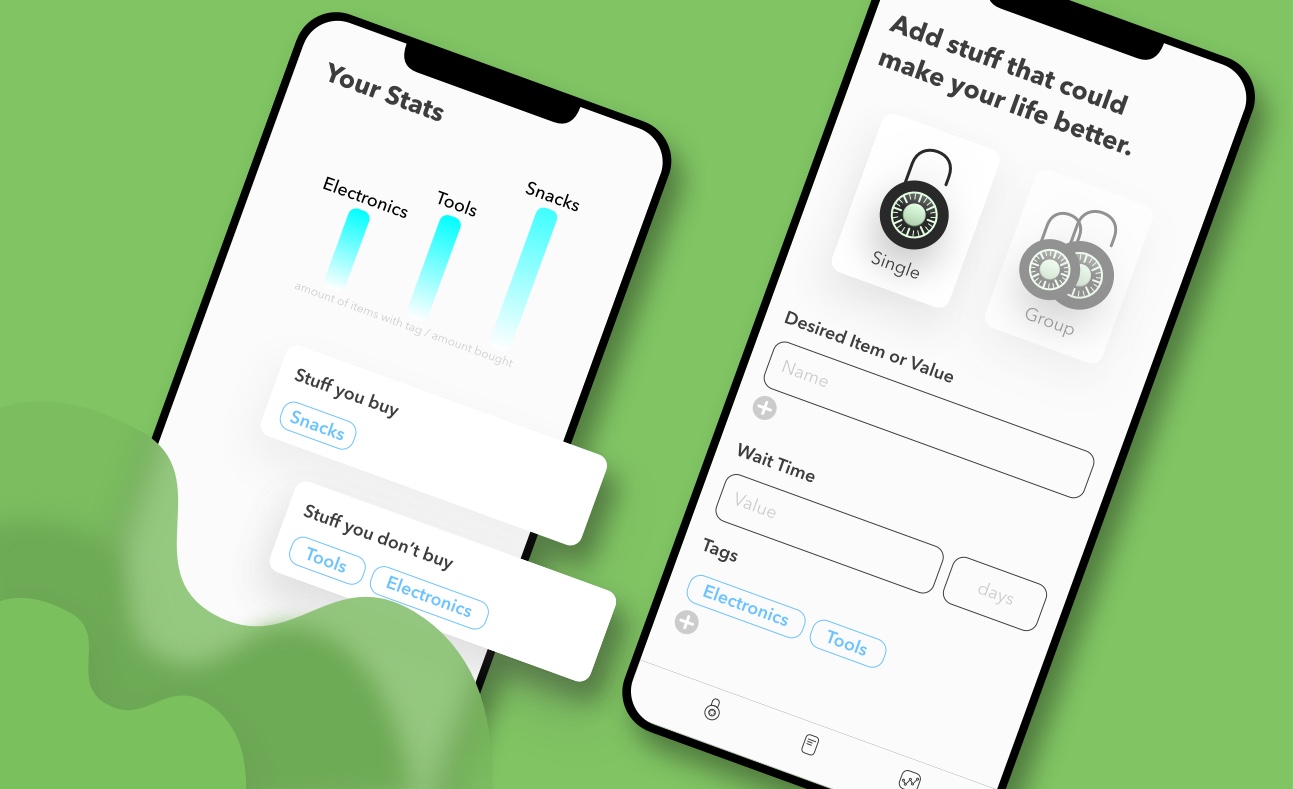 Your Stats
Electronics
Tools
Snacks
amount of items with tag / amount bought
Stuff you buy
Snacks
Stuff you don't buy
Tools
Electronics
Add stuff that could
make your life better.
Single
Group
Desired Item or Value
Name
Wait Time
Value
days
Tags
Electronics
Tools